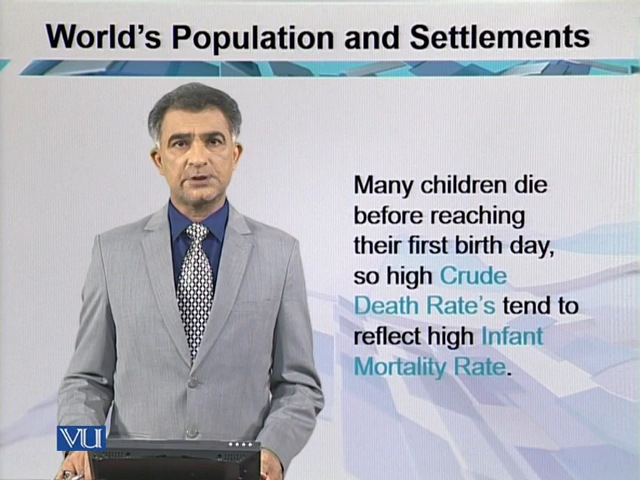 World's Population and Settlements
Many children die
before reaching
their first birth day,
so high Crude
Death Rate's tend to
reflect high Infant
Mortality Rate.
VU